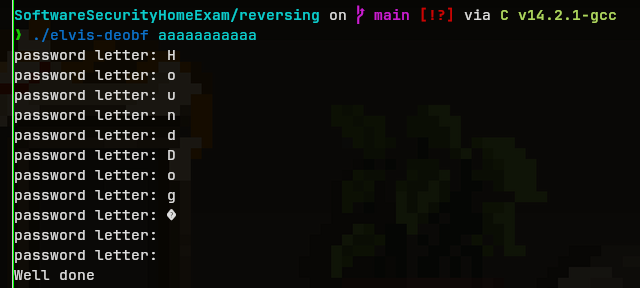 SoftwareSecurityHomeExam/reversing on  main [!?] via C v14.2.1-gcc
❱ ./elvis-deobf aaaaaaaaaaa
password letter: H
password letter: o
password letter: u
password letter: n
password letter: d
password letter: D
password letter: o
password letter: g
password letter: �
password letter:
password letter:
Well done